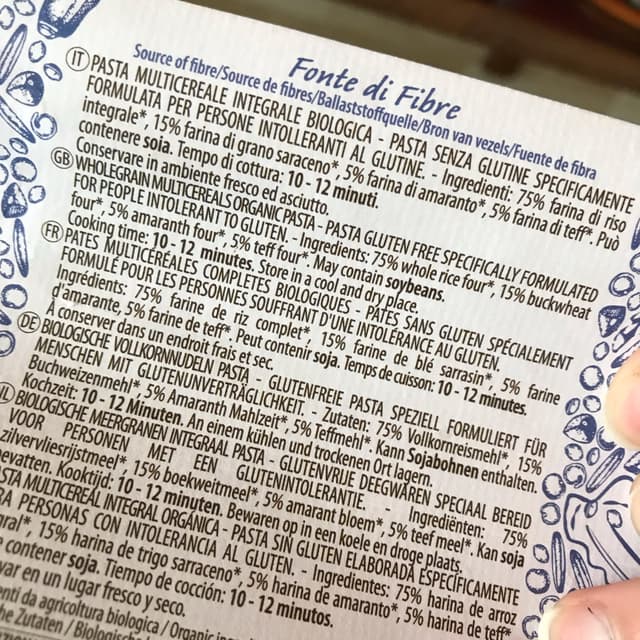 Fonte di Fibre
Source of fibre/Source de fibres/Ballaststoffquelle/Bron van vezels/Fuente de fibra
IT PASTA MULTICEREALE INTEGRALE BIOLOGICA - PASTA SENZA GLUTINE SPECIFICAMENTE
FORMULATA PER PERSONE INTOLLERANTI AL GLUTINE. - Ingredienti: 75% farina di riso
integrale*, 15% farina di grano saraceno*, 5% farina di amaranto*, 5% farina di teff*. Può
contenere soia. Tempo di cottura: 10 - 12 minuti.
Conservare in ambiente fresco ed asciutto.
GB WHOLEGRAIN MULTICEREALS ORGANIC PASTA - PASTA GLUTEN FREE SPECIFICALLY FORMULATED
FOR PEOPLE INTOLERANT TO GLUTEN. - Ingredients: 75% whole rice four*, 15% buckwheat
four*, 5% amaranth four*, 5% teff four*. May contain soybeans.
Cooking time: 10 - 12 minutes. Store in a cool and dry place.
FR PATES MULTICÉRÉALES COMPLETES BIOLOGIQUES - PÂTES SANS GLUTEN SPÉCIALEMENT
FORMULÉ POUR LES PERSONNES SOUFFRANT D'UNE INTOLÉRANCE AU GLUTEN.
Ingrédients: 75% farine de riz complet*, 15% farine de blé sarrasin*, 5% farine
d'amarante, 5% farine de teff*. Peut contenir soja. Temps de cuisson: 10 - 12 minutes.
À conserver dans un endroit frais et sec.
DE BIOLOGISCHE VOLKORNNUDELN PASTA - GLUTENFREIE PASTA SPEZIELL FORMULIERT FÜR
MENSCHEN MIT GLUTENUNVERTRÄGLICHKEIT. - Zutaten: 75% Vollkornreismehl*, 15%
Buchweizenmehl*, 5% Amaranth Mahlzeit*, 5% Teffmehl*. Kann Sojabohnen enthalten.
Kochzeit: 10 - 12 Minuten. An einem kühlen und trockenen Ort lagern.
BIOLOGISCHE MEERGRANEN INTEGRAAL PASTA - GLUTENVRIJE DEEGWAREN SPECIAAL BEREID
VOOR PERSONEN MET EEN GLUTENINTOLERANTIE. - Ingrediënten: 75%
zilvervliesrijstmeel*, 15% boekweitmeel*, 5% amarant bloem*, 5% teef meel*. Kan soja
bevatten. Kooktijd: 10 - 12 minuten. Bewaren op in een koele en droge plaats.
PASTA MULTICEREAL INTEGRAL ORGÁNICA - PASTA SIN GLUTEN ELABORADA ESPECÍFICAMENTE
PERSONAS CON INTOLERANCIA AL GLUTEN. - Ingredientes: 75% harina de arroz
15% harina de trigo sarraceno*, 5% harina de amaranto*, 5% harina de teff*.
contener soja. Tiempo de cocción: 10 - 12 minutos.
en un lugar fresco y seco.
da agricoltura biologica / Organic
Zutaten / Biologische